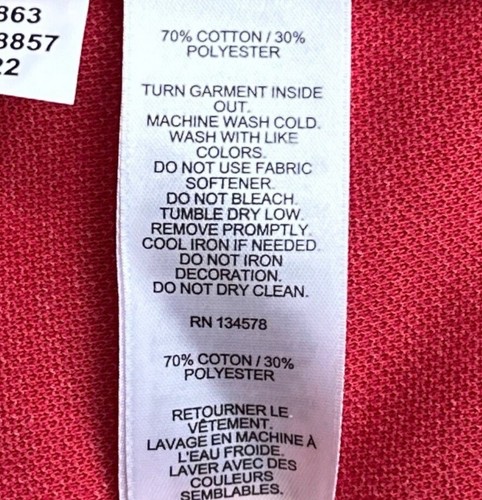 863
8857
22
70% COTTON / 30%
POLYESTER
TURN GARMENT INSIDE
OUT.
MACHINE WASH COLD.
WASH WITH LIKE
COLORS.
DO NOT USE FABRIC
SOFTENER.
DO NOT BLEACH.
TUMBLE DRY LOW.
REMOVE PROMPTLY.
COOL IRON IF NEEDED.
DO NOT IRON
DECORATION.
DO NOT DRY CLEAN.
RN 134578
70% COTON / 30%
POLYESTER
RETOURNER LE
VÊTEMENT.
LAVAGE EN MACHINE À
L'EAU FROIDE.
LAVER AVEC DES
COULEURS
SEMBLABLES.